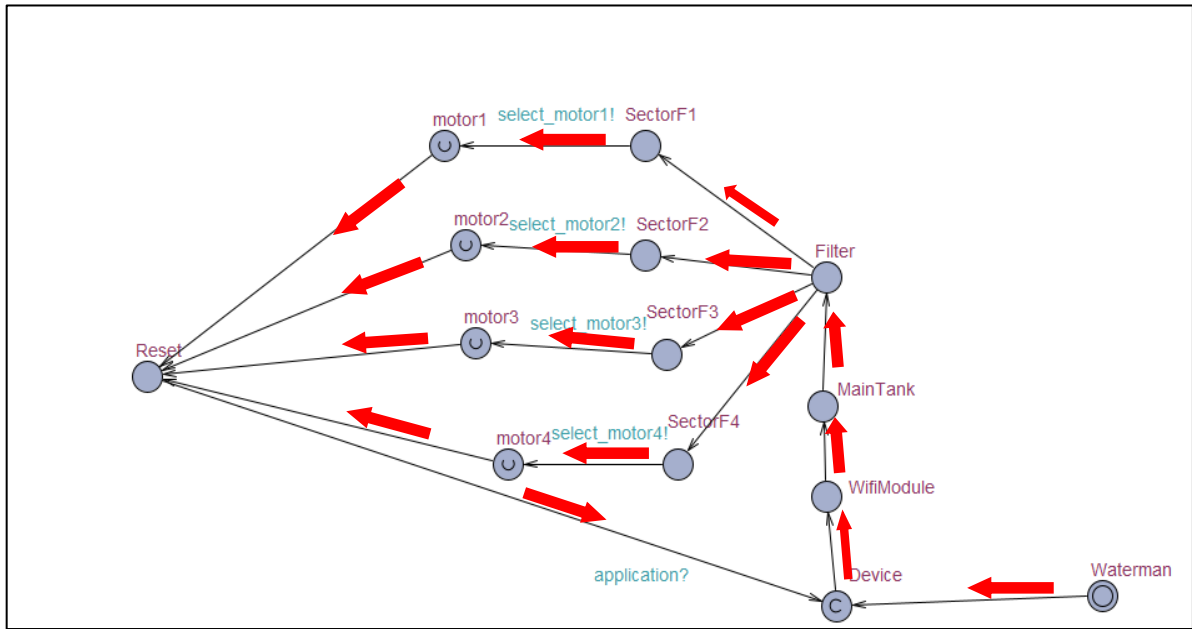 select_motor1!
SectorF1
motor1
motor2
select_motor2!
SectorF2
Filter
motor3
select_motor3!
SectorF3
Reset
MainTank
motor4
select_motor4!
SectorF4
WifiModule
application?
Device
Waterman